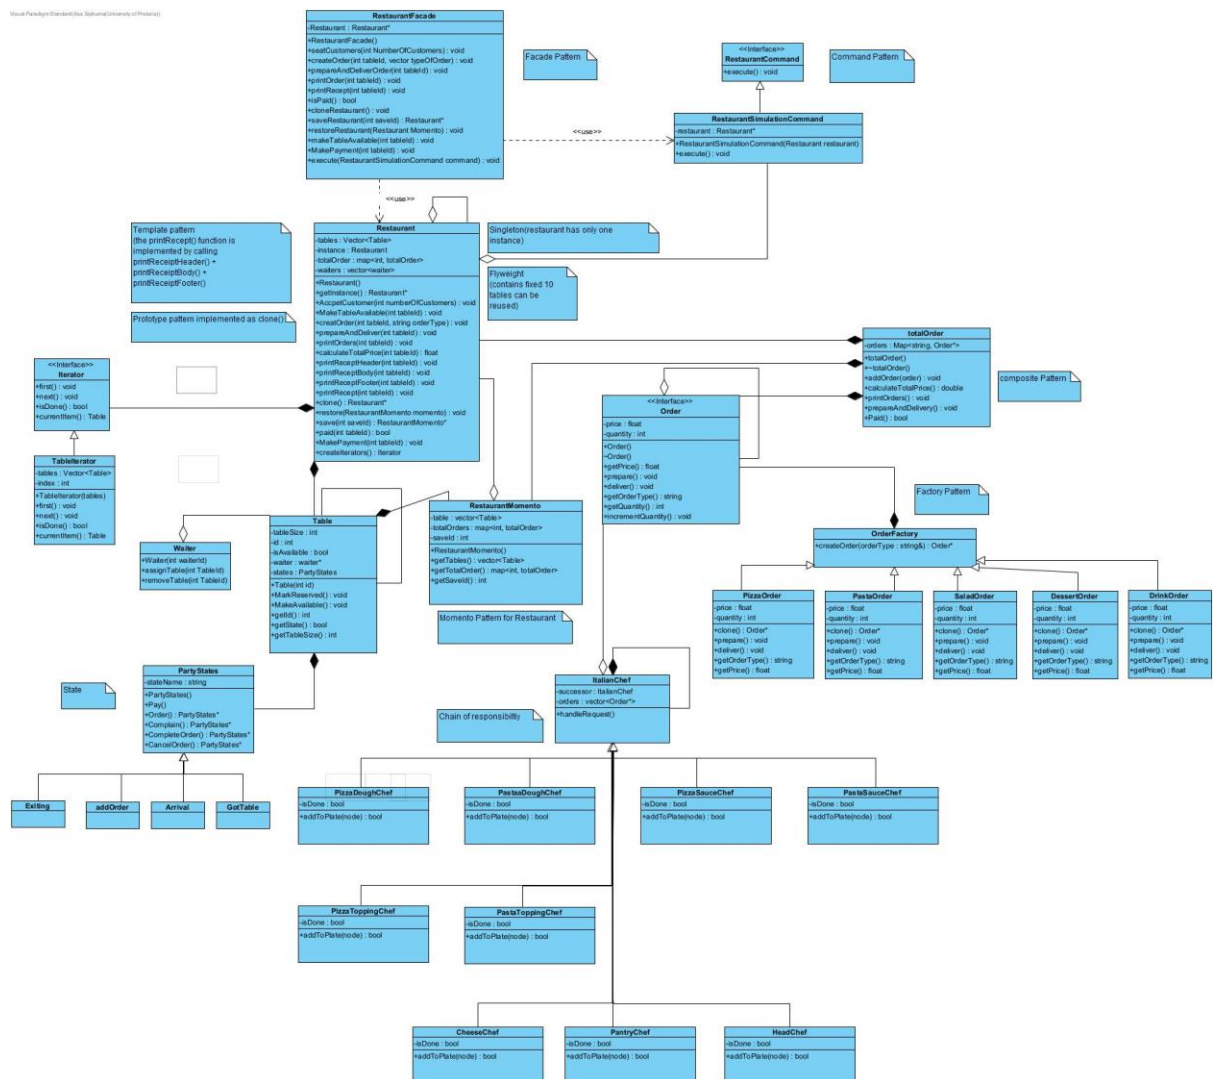 Visual Paradigm Standard(Asa Siphuma(University of Pretoria))
RestaurantFacade
-Restaurant : Restaurant*
+RestaurantFacade()
+seatCustomers(int NumberOfCustomers) : void
+createOrder(int tableId, vector typeOfOrder) : void
+prepareAndDeliverOrder(int tableId) : void
+printOrder(int tableId) : void
+printRecept(int tableId) : void
+isPaid() : bool
+cloneRestaurant() : void
+saveRestaurant(int saveId) : Restaurant*
+restoreRestaurant(Restaurant Momento) : void
+makeTableAvailable(int tableId) : void
+MakePayment(int tableId) : void
+execute(RestaurantSimulationCommand command) : void
Facade Pattern
<<Interface>>
RestaurantCommand
+execute() : void
Command Pattern
<<use>>
RestaurantSimulationCommand
-restaurant : Restaurant*
+RestaurantSimulationCommand(Restaurant restaurant)
+execute() : void
<<use>>
Template pattern
(the printRecept() function is
implemented by calling
printReceiptHeader() +
printReceiptBody() +
printReceiptFooter()
Prototype pattern implemented as clone()
Restaurant
-tables : Vector<Table>
-instance : Restaurant
-totalOrder : map<int, totalOrder>
-waiters : vector<waiter>
+Restaurant()
+getInstance() : Restaurant*
+AccpetCustomer(int numberOfCustomers) : void
+MakeTableAvailable(int tableId) : void
+creatOrder(int tableId, string orderType) : void
+prepareAndDeliver(int tableId) : void
+printOrders(int tableId) : void
+calculateTotalPrice(int tableId) : float
+printReceptHeader(int tableId) : void
+printReceptBody(int tableId) : void
+printReceptFooter(int tableId) : void
+printRecept(int tableId) : void
+clone() : Restaurant*
+restore(RestaurantMomento momento) : void
+save(int saveId) : RestaurantMomento*
+paid(int tableId) : bool
+MakePayment(int tableId) : void
+createIterators() : Iterator
Singleton(restaurant has only one
instance)
Flyweight
(contains fixed 10
tables can be
reused)
totalOrder
-orders : Map<string, Order*>
+totalOrder()
+~totalOrder()
+addOrder(order) : void
+calculateTotalPrice() : double
+printOrders() : void
+prepareAndDelivery() : void
+Paid() : bool
composite Pattern
<<Interface>>
Iterator
+first() : void
+next() : void
+isDone() : bool
+currentItem() : Table
TableIterator
-tables : Vector<Table>
-index : int
+TableIterator(tables)
+first() : void
+next() : void
+isDone() : bool
+currentItem() : Table
<<Interface>>
Order
-price : float
-quantity : int
+Order()
~Order()
+getPrice() : float
+prepare() : void
+deliver() : void
+getOrderType() : string
+getQuantity() : int
+incrementQuantity() : void
Factory Pattern
OrderFactory
+createOrder(orderType : string&) : Order*
Waiter
+Waiter(int waiterId)
+assignTable(int TableId)
+removeTable(int TableId)
Table
-tableSize : int
-id : int
-isAvailable : bool
-waiter : waiter*
-states : PartyStates
+Table(int id)
+MarkReserved() : void
+MakeAvailable() : void
+getId() : int
+getState() : bool
+getTableSize() : int
RestaurantMomento
-table : vector<Table>
-totalOrders : map<int, totalOrder>
-saveId : int
+RestaurantMomento()
+getTables() : vector<Table>
+getTotalOrder() : map<int, totalOrder>
+getSaveId() : int
Momento Pattern for Restaurant
PizzaOrder
-price : float
-quantity : int
+clone() : Order*
+prepare() : void
+deliver() : void
+getOrderType() : string
+getPrice() : float
PastaOrder
-price : float
-quantity : int
+clone() : Order*
+prepare() : void
+deliver() : void
+getOrderType() : string
+getPrice() : float
SaladOrder
-price : float
-quantity : int
+clone() : Order*
+prepare() : void
+deliver() : void
+getOrderType() : string
+getPrice() : float
DessertOrder
-price : float
-quantity : int
+clone() : Order*
+prepare() : void
+deliver() : void
+getOrderType() : string
+getPrice() : float
DrinkOrder
-price : float
-quantity : int
+clone() : Order*
+prepare() : void
+deliver() : void
+getOrderType() : string
+getPrice() : float
State
PartyStates
-stateName : string
+PartyStates()
+Pay()
+Order() : PartyStates*
+Complain() : PartyStates*
+CompleteOrder() : PartyStates*
+CancelOrder() : PartyStates*
Chain of responsibiltiy
ItalianChef
-successor : ItalianChef
-orders : vector<Order*>
+handleRequest()
Exiting
addOrder
Arrival
GotTable
PizzaDoughChef
-isDone : bool
+addToPlate(node) : bool
PastaaDoughChef
-isDone : bool
+addToPlate(node) : bool
PizzaSauceChef
-isDone : bool
+addToPlate(node) : bool
PastaSauceChef
-isDone : bool
+addToPlate(node) : bool
PizzaToppingChef
-isDone : bool
+addToPlate(node) : bool
PastaToppingChef
-isDone : bool
+addToPlate(node) : bool
CheeseChef
-isDone : bool
+addToPlate(node) : bool
PantryChef
-isDone : bool
+addToPlate(node) : bool
HeadChef
-isDone : bool
+addToPlate(node) : bool